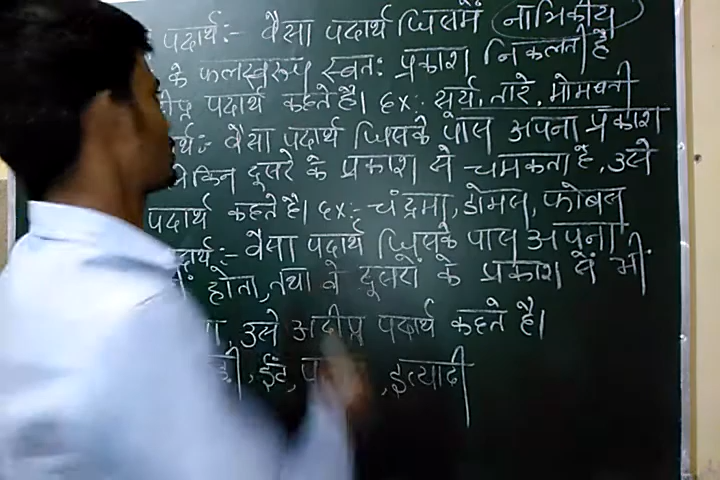 पदार्थ:- वैसा पदार्थ जिसमें नाभिकीय
के फलस्वरूप स्वतः प्रकाश निकलती है
पदार्थ कहते है। Ex:- सूर्य, तारे, मोमबत्ती
वैसा पदार्थ जिसके पास अपना प्रकाश
दूसरे के प्रकाश से चमकता है, उसे
पदार्थ कहते है। Ex:- चंद्रमा, डोमल, फोबल
वैसा पदार्थ जिसके पास अपना
होता, तथा वे दूसरों के प्रकाश से भी
उसे अदीप्त पदार्थ कहते है।
, ईंट, , इत्यादी